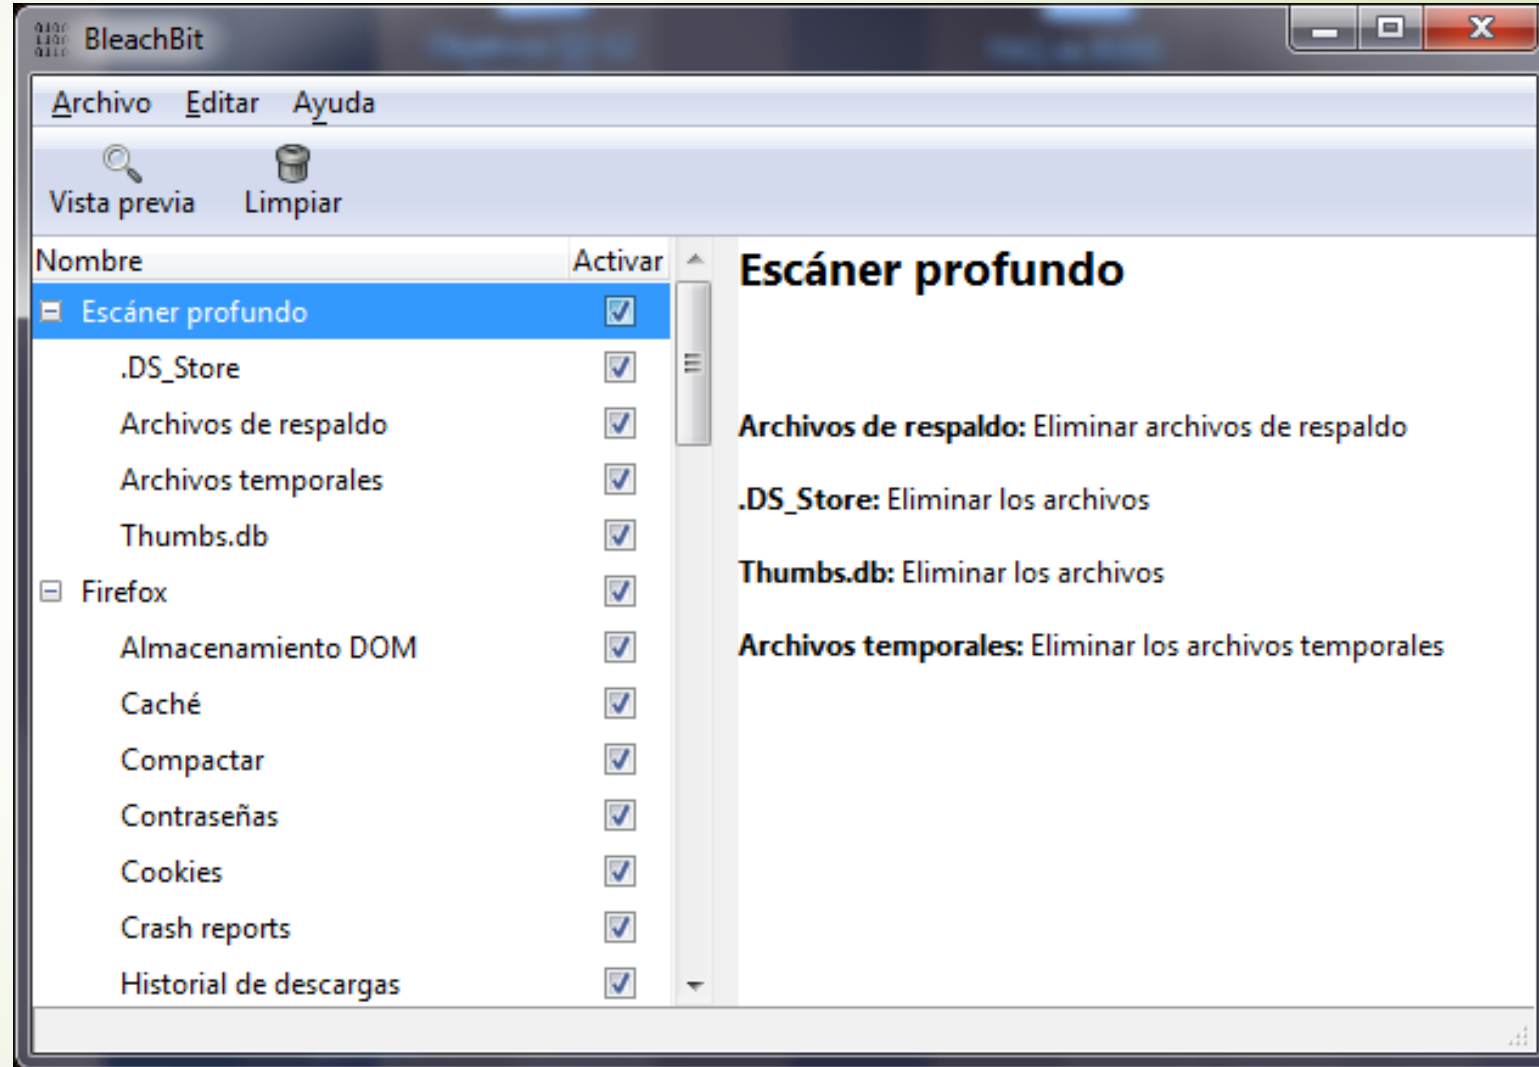 BleachBit
Archivo Editar Ayuda
Vista previa Limpiar
Nombre Activar
Escáner profundo
.DS_Store
Archivos de respaldo
Archivos temporales
Thumbs.db
Firefox
Almacenamiento DOM
Caché
Compactar
Contraseñas
Cookies
Crash reports
Historial de descargas
Escáner profundo
Archivos de respaldo: Eliminar archivos de respaldo
.DS_Store: Eliminar los archivos
Thumbs.db: Eliminar los archivos
Archivos temporales: Eliminar los archivos temporales